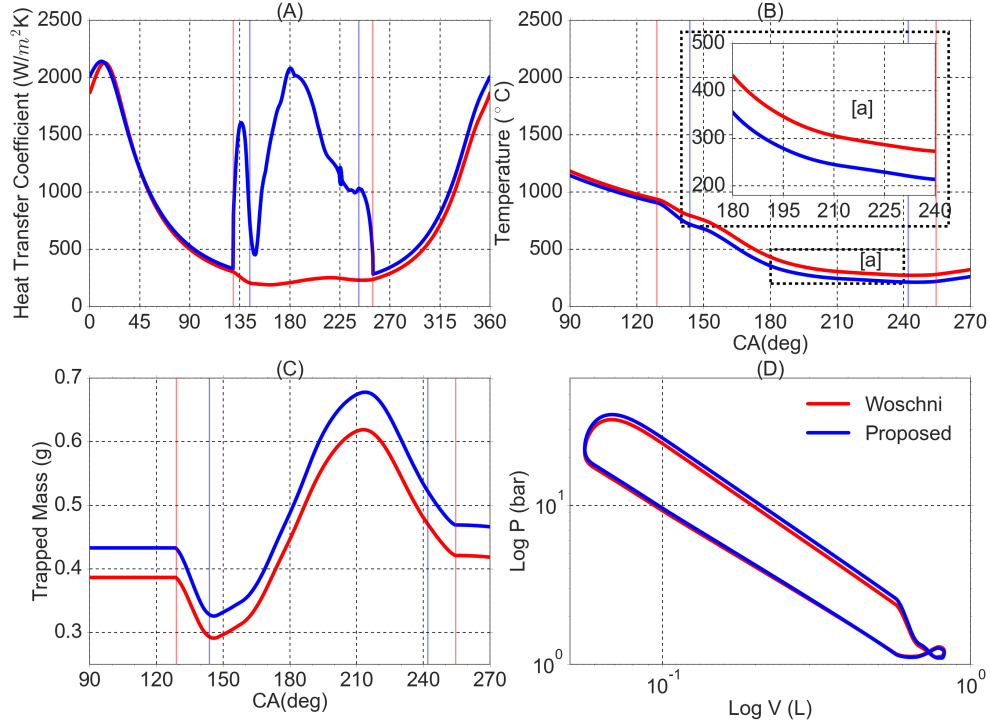 (A)
Heat Transfer Coefficient (W/m²K)
2500
2000
1500
1000
500
0
0 45 90 135 180 225 270 315 360
(B)
Temperature (°C)
2500
2000
1500
1000
500
0
500
400
300
200
[a]
180 195 210 225 240
[a]
90 120 150 180 210 240 270
CA(deg)
(C)
Trapped Mass (g)
0.7
0.6
0.5
0.4
0.3
90 120 150 180 210 240 270
CA(deg)
(D)
Log P (bar)
Woschni
Proposed
10¹
10⁰
10⁻¹ 10⁰
Log V (L)